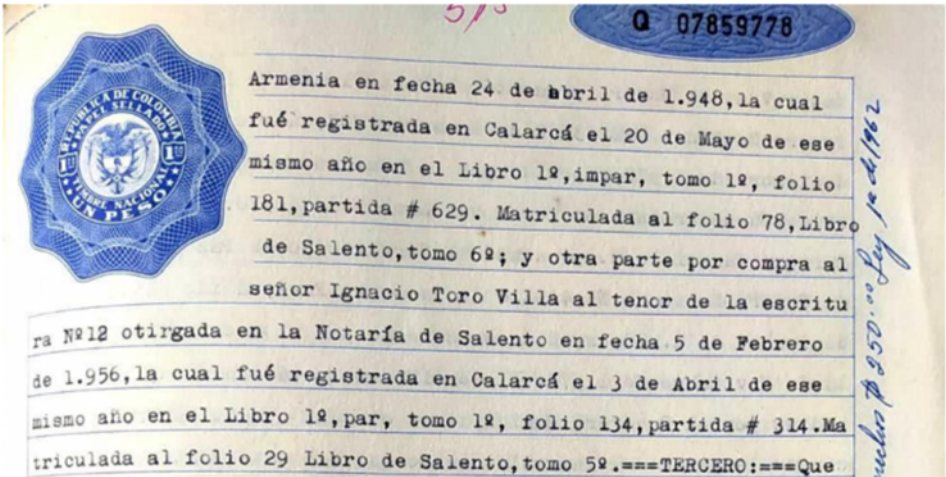 Q 07859778
REPUBLICA DE COLOMBIA
PAPEL SELLADO
TIMBRE NACIONAL
UN PESO
Armenia en fecha 24 de abril de 1.948,la cual
fué registrada en Calarcá el 20 de Mayo de ese
mismo año en el Libro 1º,impar, tomo 1º, folio
181,partida # 629. Matriculada al folio 78,Libro
de Salento,tomo 6º; y otra parte por compra al
señor Ignacio Toro Villa al tenor de la escritu
ra Nº12 otirgada en la Notaría de Salento en fecha 5 de Febrero
de 1.956,la cual fué registrada en Calarcá el 3 de Abril de ese
mismo año en el Libro 1º,par, tomo 1º, folio 134,partida # 314.Ma
triculada al folio 29 Libro de Salento,tomo 5º.===TERCERO:===Que
$ 250.00 Ley 1a de 1962